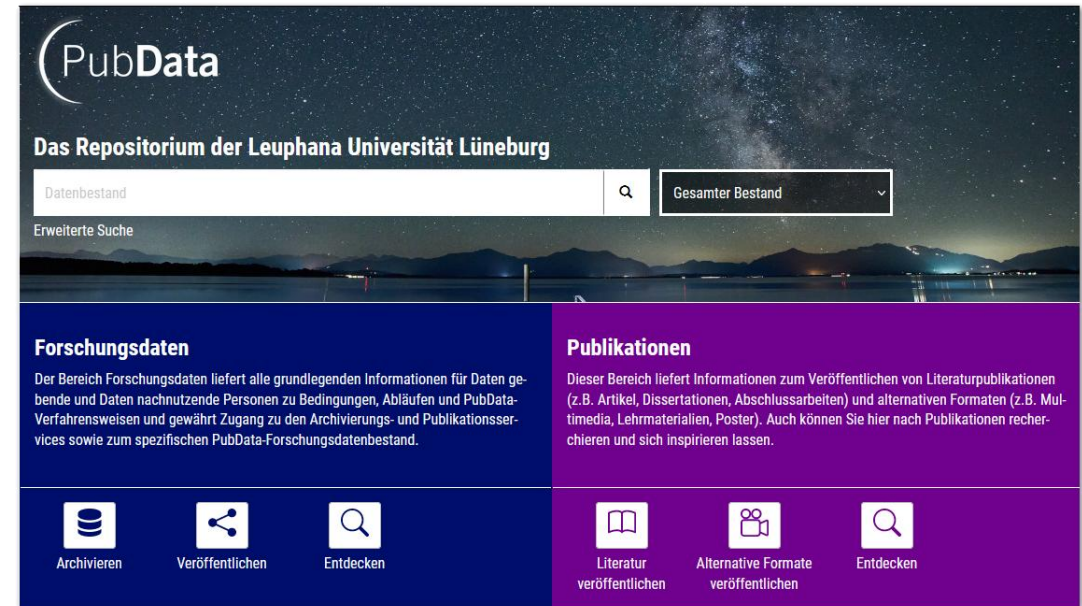 PubData
Das Repositorium der Leuphana Universität Lüneburg
Datenbestand
Gesamter Bestand
Erweiterte Suche
Forschungsdaten
Der Bereich Forschungsdaten liefert alle grundlegenden Informationen für Daten ge-
bende und Daten nachnutzende Personen zu Bedingungen, Abläufen und PubData-
Verfahrensweisen und gewährt Zugang zu den Archivierungs- und Publikationsser-
vices sowie zum spezifischen PubData-Forschungsdatenbestand.
Archivieren
Veröffentlichen
Entdecken
Publikationen
Dieser Bereich liefert Informationen zum Veröffentlichen von Literaturpublikationen
(z.B. Artikel, Dissertationen, Abschlussarbeiten) und alternativen Formaten (z.B. Mul-
timedia, Lehrmaterialien, Poster). Auch können Sie hier nach Publikationen recher-
chieren und sich inspirieren lassen.
Literatur
veröffentlichen
Alternative Formate
veröffentlichen
Entdecken